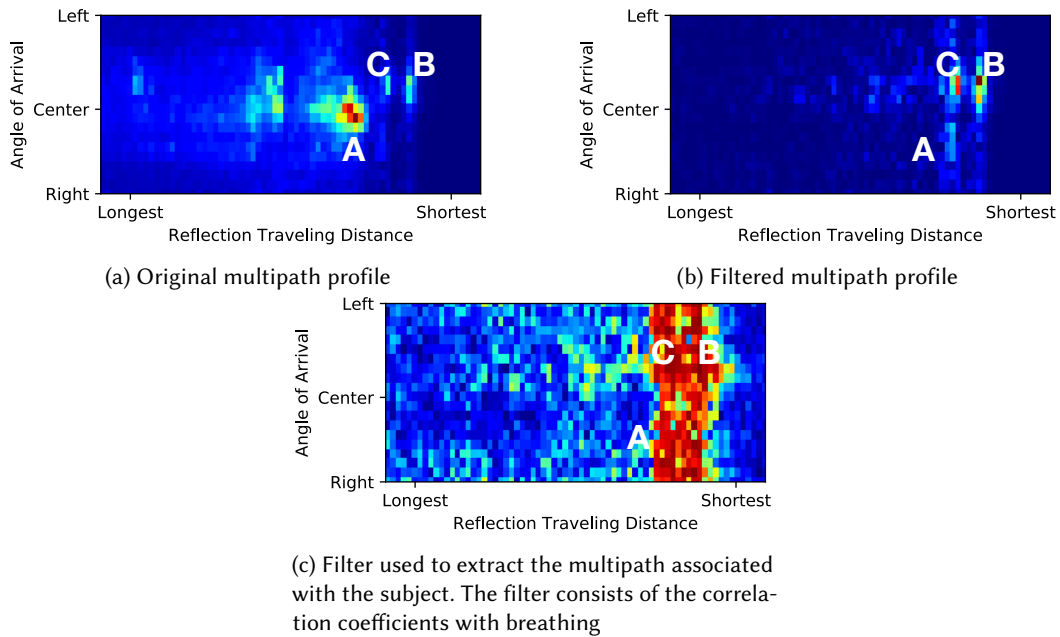 Left
Center
Right
Angle of Arrival
C
B
A
Longest
Shortest
Reflection Traveling Distance
(a) Original multipath profile
Left
Center
Right
Angle of Arrival
C
B
A
Longest
Shortest
Reflection Traveling Distance
(b) Filtered multipath profile
Left
Center
Right
Angle of Arrival
C
B
A
Longest
Shortest
Reflection Traveling Distance
(c) Filter used to extract the multipath associated
with the subject. The filter consists of the correla-
tion coefficients with breathing